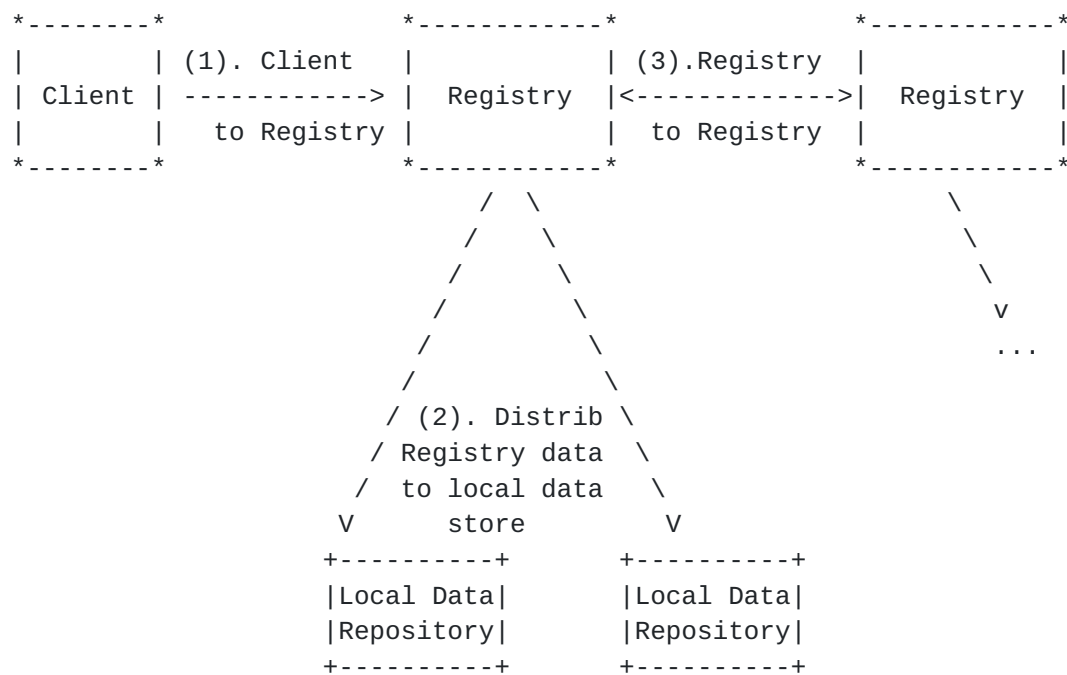 *--------*               *------------*               *------------*
|        | (1). Client   |            | (3).Registry  |            |
| Client | ------------> |  Registry  |<------------->|  Registry  |
|        |   to Registry |            |  to Registry  |            |
*--------*               *------------*               *------------*
                              /  \                          \
                             /    \                          \
                            /      \                          \
                           /        \                          v
                          /          \                         ...
                         /            \
                        / (2). Distrib \
                       / Registry data  \
                      /  to local data   \
                     V      store         V
                    +----------+       +----------+
                    |Local Data|       |Local Data|
                    |Repository|       |Repository|
                    +----------+       +----------+